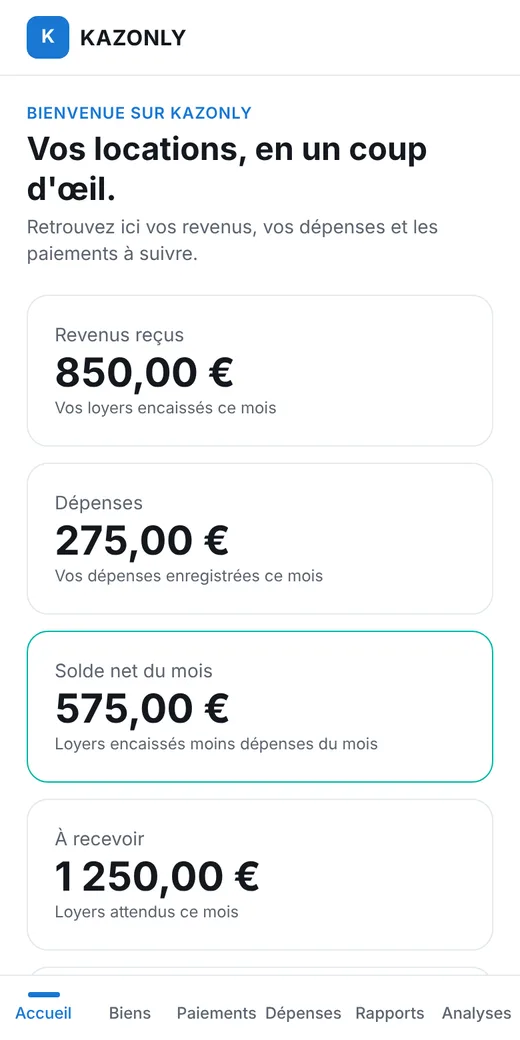 K KAZONLY
BIENVENUE SUR KAZONLY
Vos locations, en un coup
d'œil.
Retrouvez ici vos revenus, vos dépenses et les
paiements à suivre.
Revenus reçus
850,00 €
Vos loyers encaissés ce mois
Dépenses
275,00 €
Vos dépenses enregistrées ce mois
Solde net du mois
575,00 €
Loyers encaissés moins dépenses du mois
À recevoir
1 250,00 €
Loyers attendus ce mois
Accueil Biens Paiements Dépenses Rapports Analyses